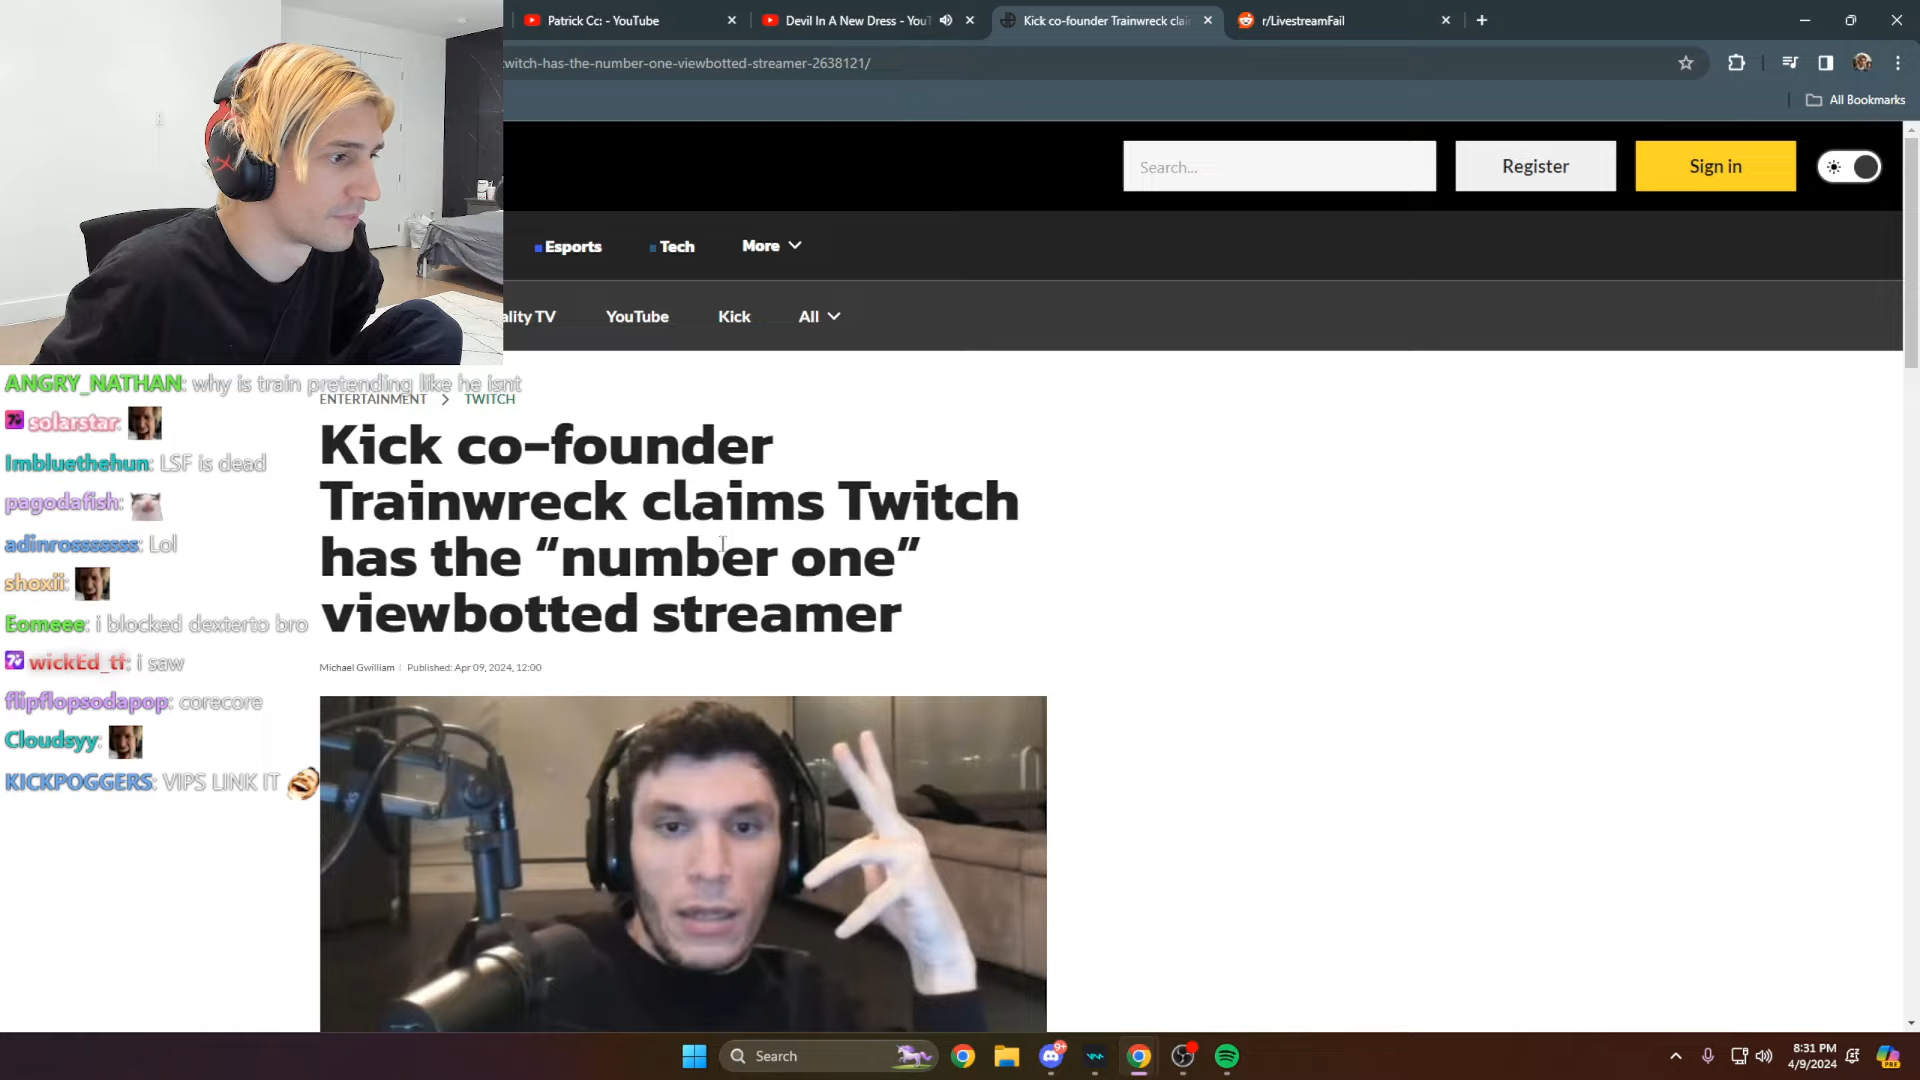 Patrick Cc: - YouTube
Devil In A New Dress - YouT
Kick co-founder Trainwreck clai
r/LivestreamFail
witch-has-the-number-one-viewbotted-streamer-2638121/
All Bookmarks
Search...
Register
Sign in
Esports
Tech
More
ality TV
YouTube
Kick
All
ENTERTAINMENT > TWITCH
Kick co-founder
Trainwreck claims Twitch
has the “number one”
viewbotted streamer
Michael Gwilliam | Published: Apr 09, 2024, 12:00
ANGRY_NATHAN: why is train pretending like he isnt
solarstar:
Imbluethehun: LSF is dead
pagodafish:
adinrosssssss: Lol
shoxii:
Eomeee: i blocked dexterto bro
wickEd_tf: i saw
flipflopsodapop: corecore
Cloudsyy:
KICKPOGGERS: VIPS LINK IT
Search
9+
8:31 PM
4/9/2024
PRE